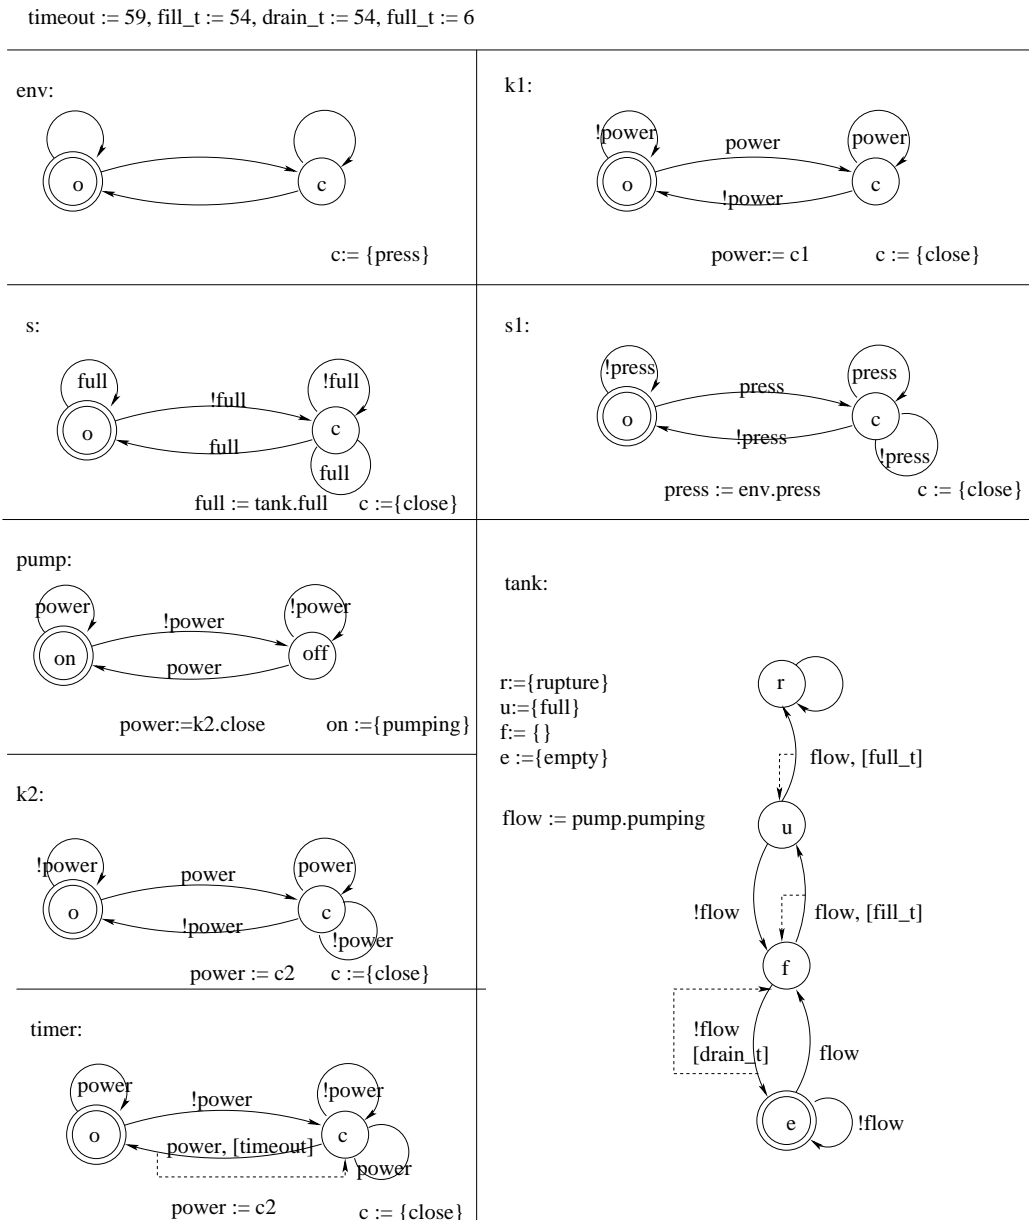 timeout := 59, fill_t := 54, drain_t := 54, full_t := 6
env:
o
c
c:= {press}
k1:
!power
power
power
o
c
!power
power:= c1 c := {close}
s:
full
!full
!full
o
c
full
full
full := tank.full c :={close}
s1:
!press
press
press
o
c
!press
!press
press := env.press c := {close}
pump:
power
!power
!power
on
off
power
power:=k2.close on :={pumping}
k2:
!power
power
power
o
c
!power
!power
power := c2 c :={close}
timer:
power
!power
!power
o
c
power, [timeout]
power
power := c2 c := {close}
tank:
r:={rupture}
u:={full}
f:= {}
e :={empty}
flow := pump.pumping
r
flow, [full_t]
u
!flow
flow, [fill_t]
f
!flow
[drain_t]
flow
e
!flow